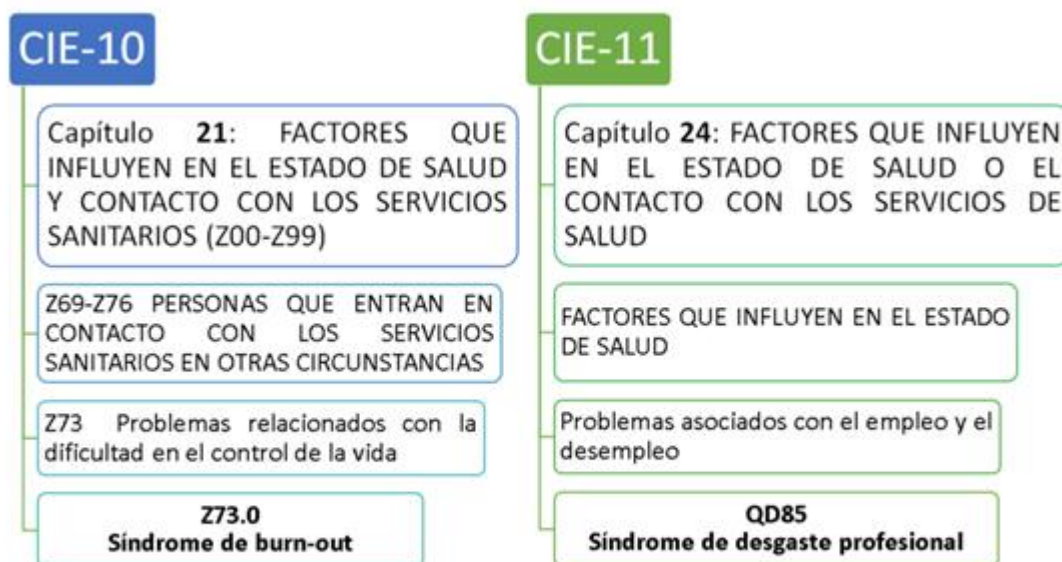 CIE-10
Capítulo 21: FACTORES QUE
INFLUYEN EN EL ESTADO DE SALUD
Y CONTACTO CON LOS SERVICIOS
SANITARIOS (Z00-Z99)
Z69-Z76 PERSONAS QUE ENTRAN EN
CONTACTO CON LOS SERVICIOS
SANITARIOS EN OTRAS CIRCUNSTANCIAS
Z73 Problemas relacionados con la
dificultad en el control de la vida
Z73.0
Síndrome de burn-out
CIE-11
Capítulo 24: FACTORES QUE INFLUYEN
EN EL ESTADO DE SALUD O EL
CONTACTO CON LOS SERVICIOS DE
SALUD
FACTORES QUE INFLUYEN EN EL ESTADO
DE SALUD
Problemas asociados con el empleo y el
desempleo
QD85
Síndrome de desgaste profesional